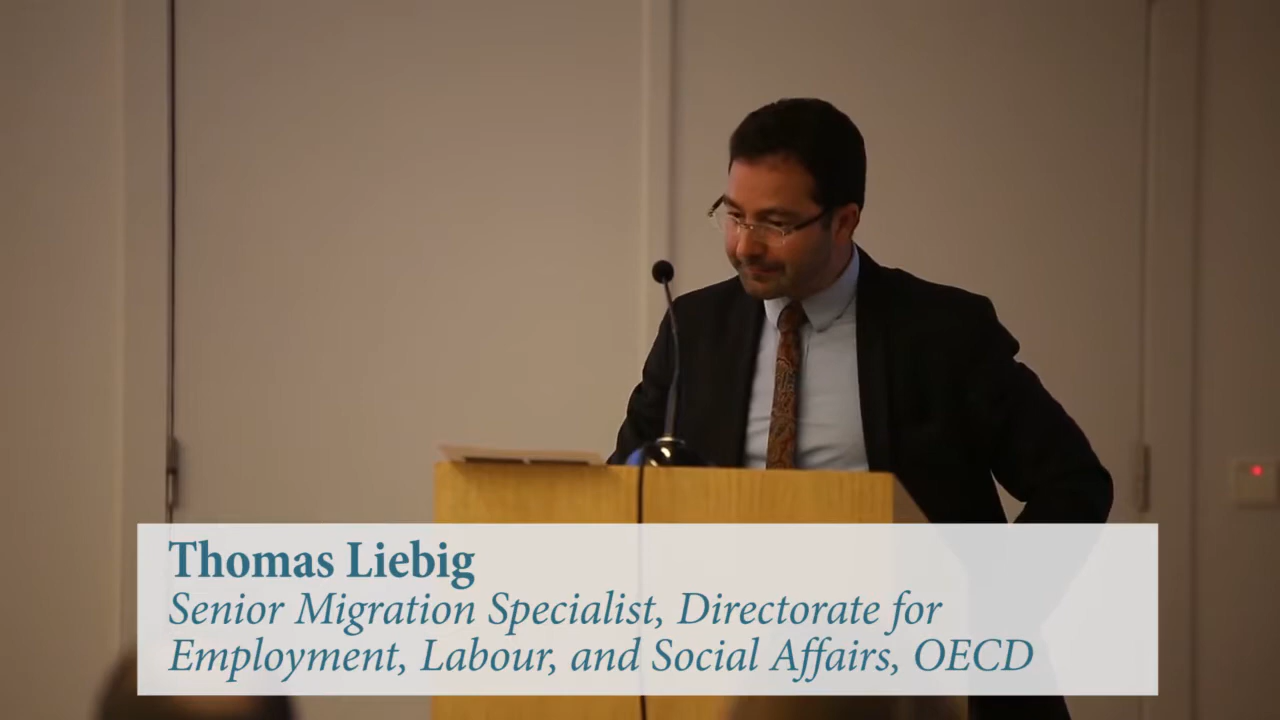 Thomas Liebig
Senior Migration Specialist, Directorate for
Employment, Labour, and Social Affairs, OECD